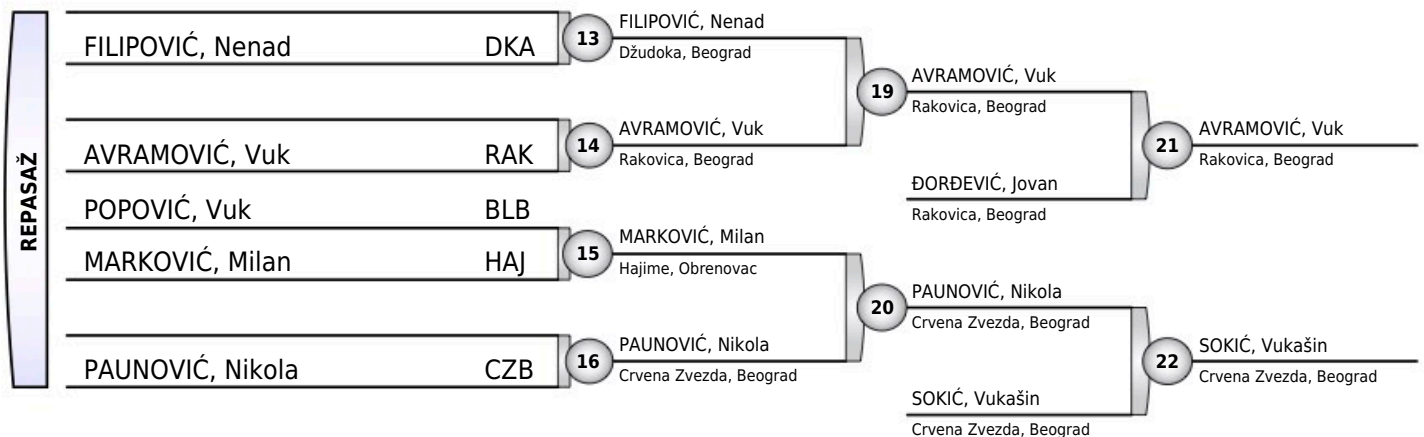 REPASAŽ
FILIPOVIĆ, Nenad DKA
AVRAMOVIĆ, Vuk RAK
POPOVIĆ, Vuk BLB
MARKOVIĆ, Milan HAJ
PAUNOVIĆ, Nikola CZB
13
FILIPOVIĆ, Nenad
Džudoka, Beograd
14
AVRAMOVIĆ, Vuk
Rakovica, Beograd
15
MARKOVIĆ, Milan
Hajime, Obrenovac
16
PAUNOVIĆ, Nikola
Crvena Zvezda, Beograd
19
AVRAMOVIĆ, Vuk
Rakovica, Beograd
ĐORĐEVIĆ, Jovan
Rakovica, Beograd
20
PAUNOVIĆ, Nikola
Crvena Zvezda, Beograd
SOKIĆ, Vukašin
Crvena Zvezda, Beograd
21
AVRAMOVIĆ, Vuk
Rakovica, Beograd
22
SOKIĆ, Vukašin
Crvena Zvezda, Beograd